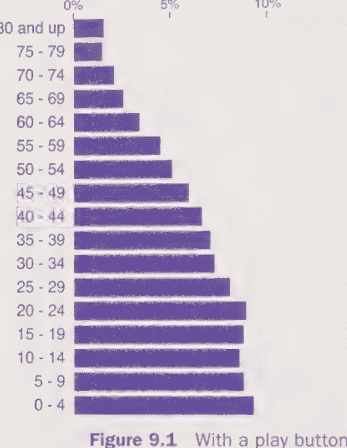 0% 5% 10%
80 and up
75 - 79
70 - 74
65 - 69
60 - 64
55 - 59
50 - 54
45 - 49
40 - 44
35 - 39
30 - 34
25 - 29
20 - 24
15 - 19
10 - 14
5 - 9
0 - 4
Figure 9.1 With a play button